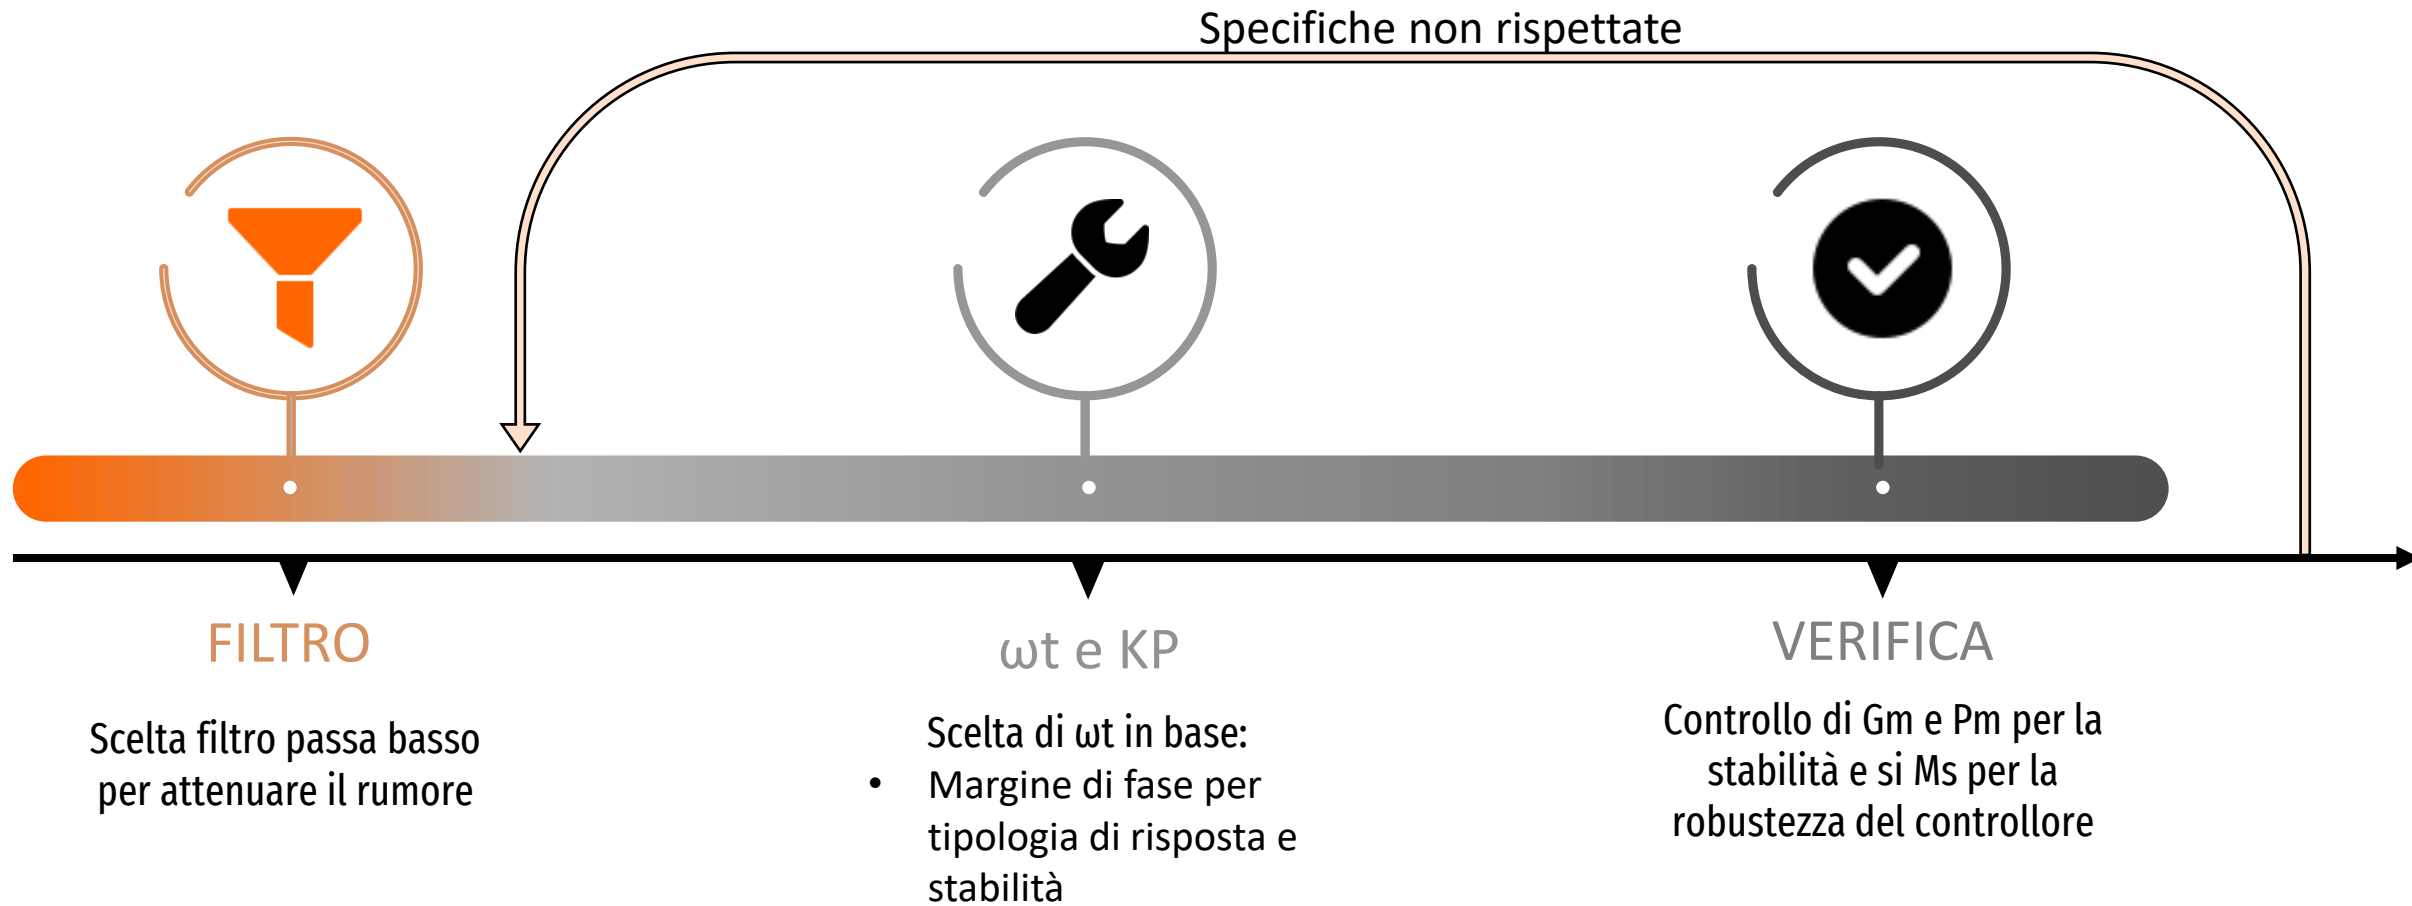 Specifiche non rispettate
FILTRO
Scelta filtro passa basso
per attenuare il rumore
ωt e KP
Scelta di ωt in base:
• Margine di fase per
tipologia di risposta e
stabilità
VERIFICA
Controllo di Gm e Pm per la
stabilità e si Ms per la
robustezza del controllore